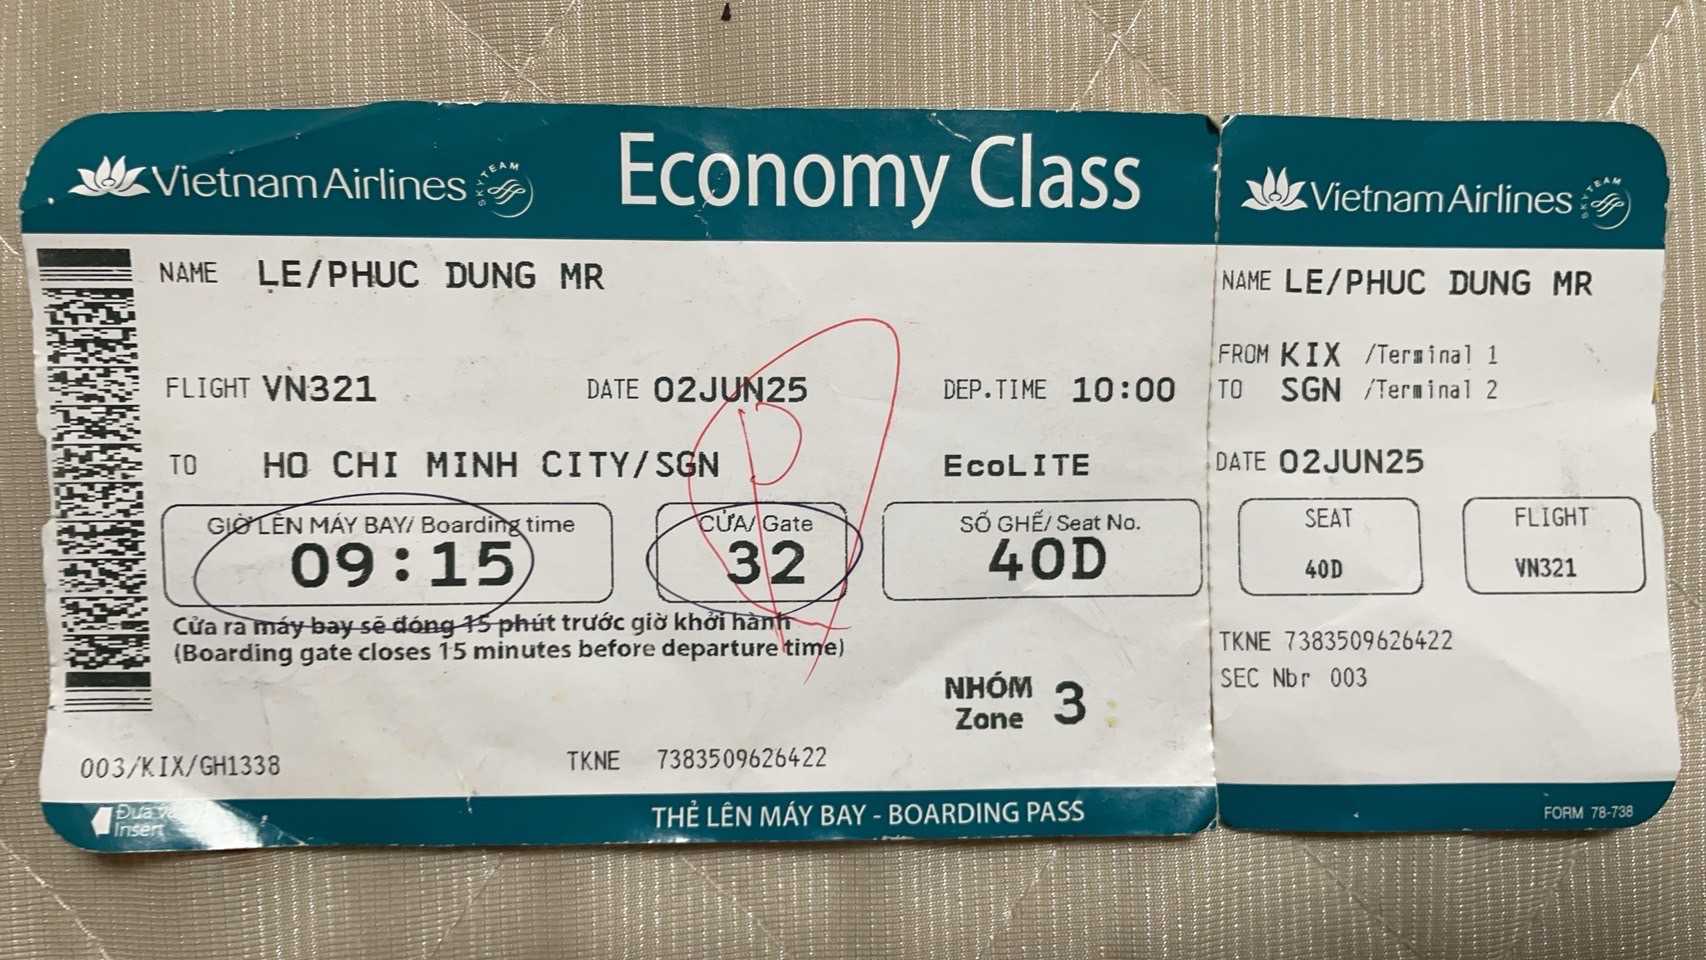 Vietnam Airlines SKYTEAM Economy Class
NAME LE/PHUC DUNG MR
FLIGHT VN321 DATE 02JUN25 DEP.TIME 10:00
TO HO CHI MINH CITY/SGN EcoLITE
GIỜ LÊN MÁY BAY/ Boarding time CỬA/ Gate SỐ GHẾ/ Seat No.
09:15 32 40D
P
Cửa ra máy bay sẽ đóng 15 phút trước giờ khởi hành
(Boarding gate closes 15 minutes before departure time)
NHÓM
Zone 3
003/KIX/GH1338 TKNE 7383509626422
Đưa
Insert
THẺ LÊN MÁY BAY - BOARDING PASS
Vietnam Airlines SKYTEAM
NAME LE/PHUC DUNG MR
FROM KIX /Terminal 1
TO SGN /Terminal 2
DATE 02JUN25
SEAT FLIGHT
40D VN321
TKNE 7383509626422
SEC Nbr 003
FORM 78-738